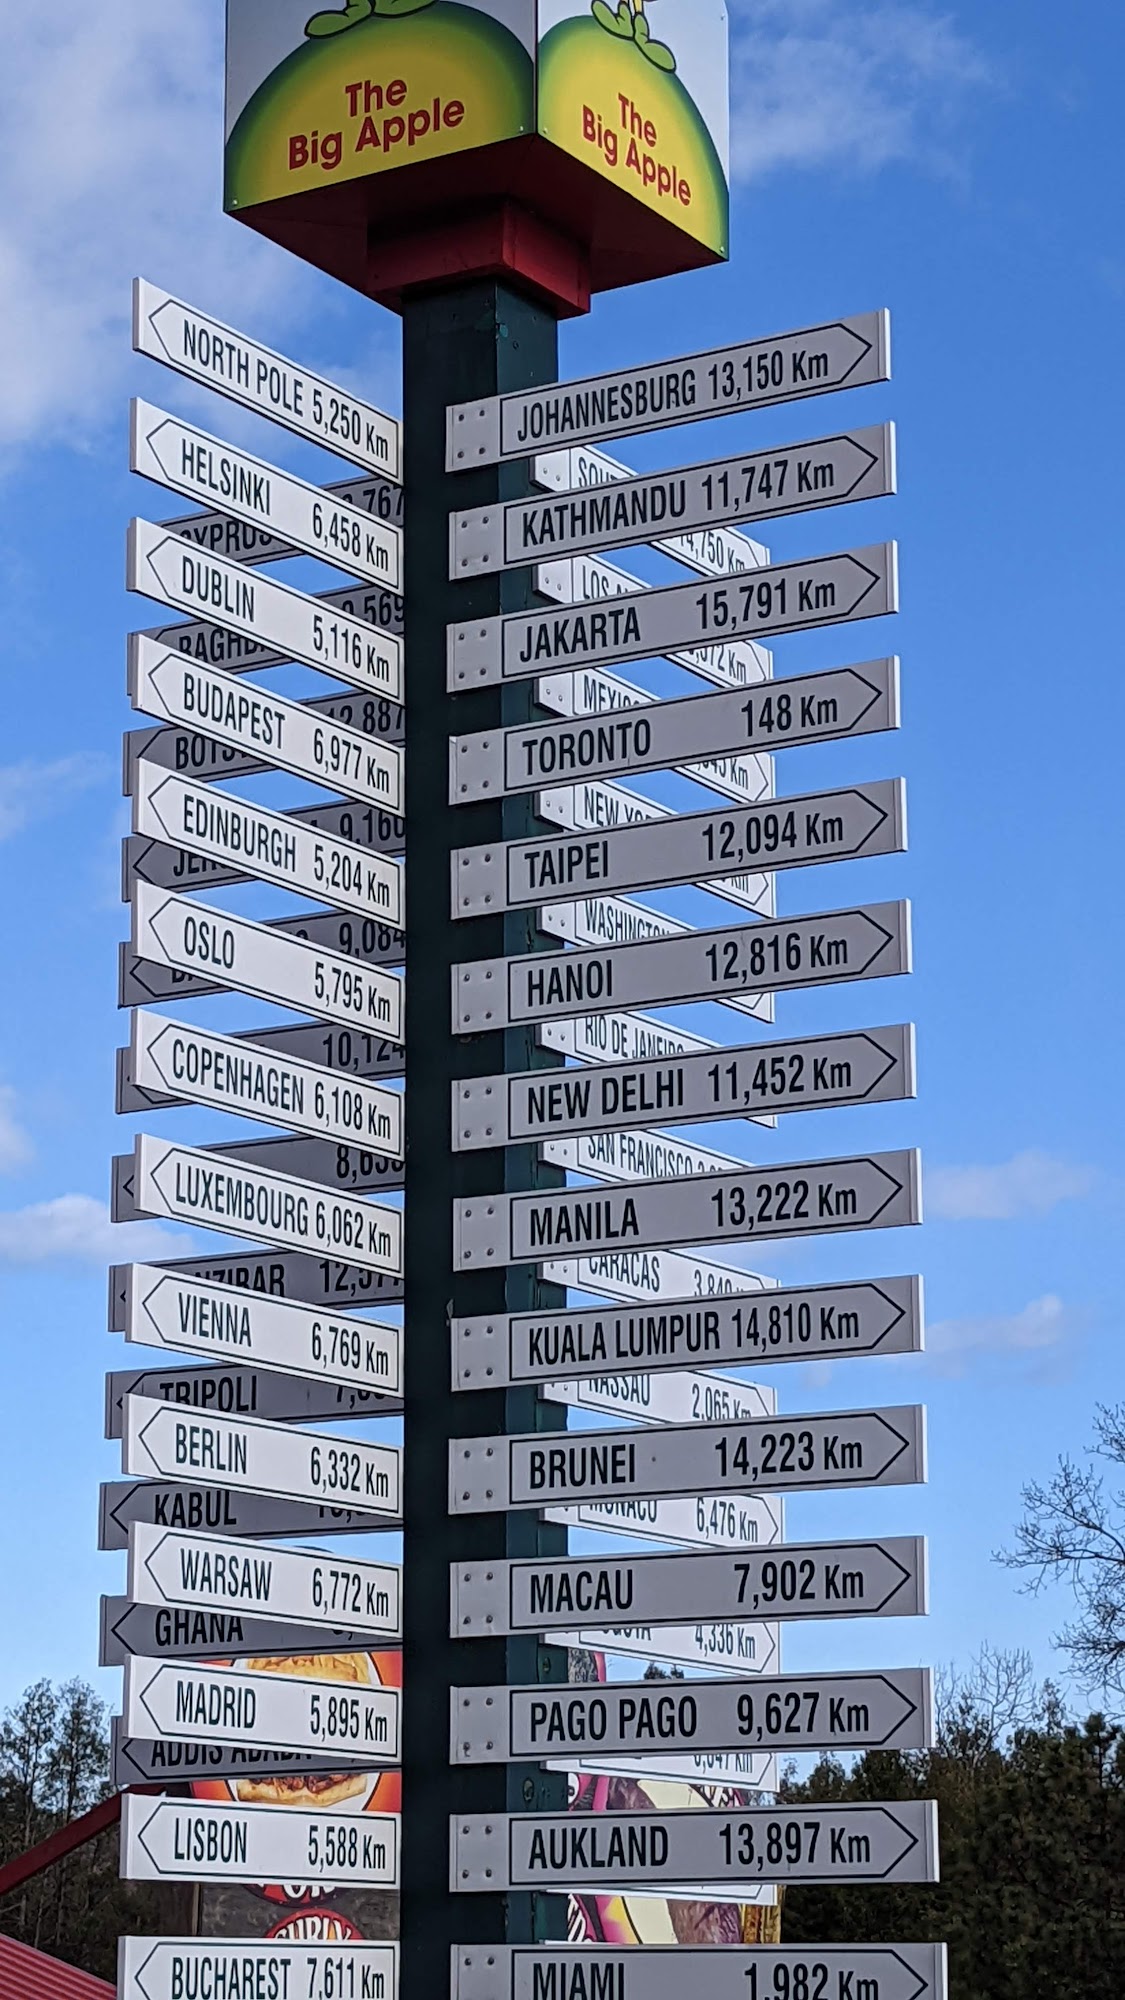 The
Big Apple
The
Big Apple
NORTH POLE 5,250 Km
HELSINKI 6,458 Km
DUBLIN 5,116 Km
BUDAPEST 6,977 Km
EDINBURGH 5,204 Km
OSLO 5,795 Km
COPENHAGEN 6,108 Km
LUXEMBOURG 6,062 Km
VIENNA 6,769 Km
BERLIN 6,332 Km
WARSAW 6,772 Km
MADRID 5,895 Km
LISBON 5,588 Km
BUCHAREST 7,611 Km
JOHANNESBURG 13,150 Km
KATHMANDU 11,747 Km
JAKARTA 15,791 Km
TORONTO 148 Km
TAIPEI 12,094 Km
HANOI 12,816 Km
NEW DELHI 11,452 Km
MANILA 13,222 Km
KUALA LUMPUR 14,810 Km
BRUNEI 14,223 Km
MACAU 7,902 Km
PAGO PAGO 9,627 Km
AUKLAND 13,897 Km
MIAMI 1,982 Km
CYPRUS
TRIPOLI
KABUL
GHANA
ADDIS ABABA
WASHINGTON
RIO DE JANEIRO
SAN FRANCISCO
CARACAS 3,840
NASSAU 2,065 Km
MONACO 6,476 Km
4,336 Km